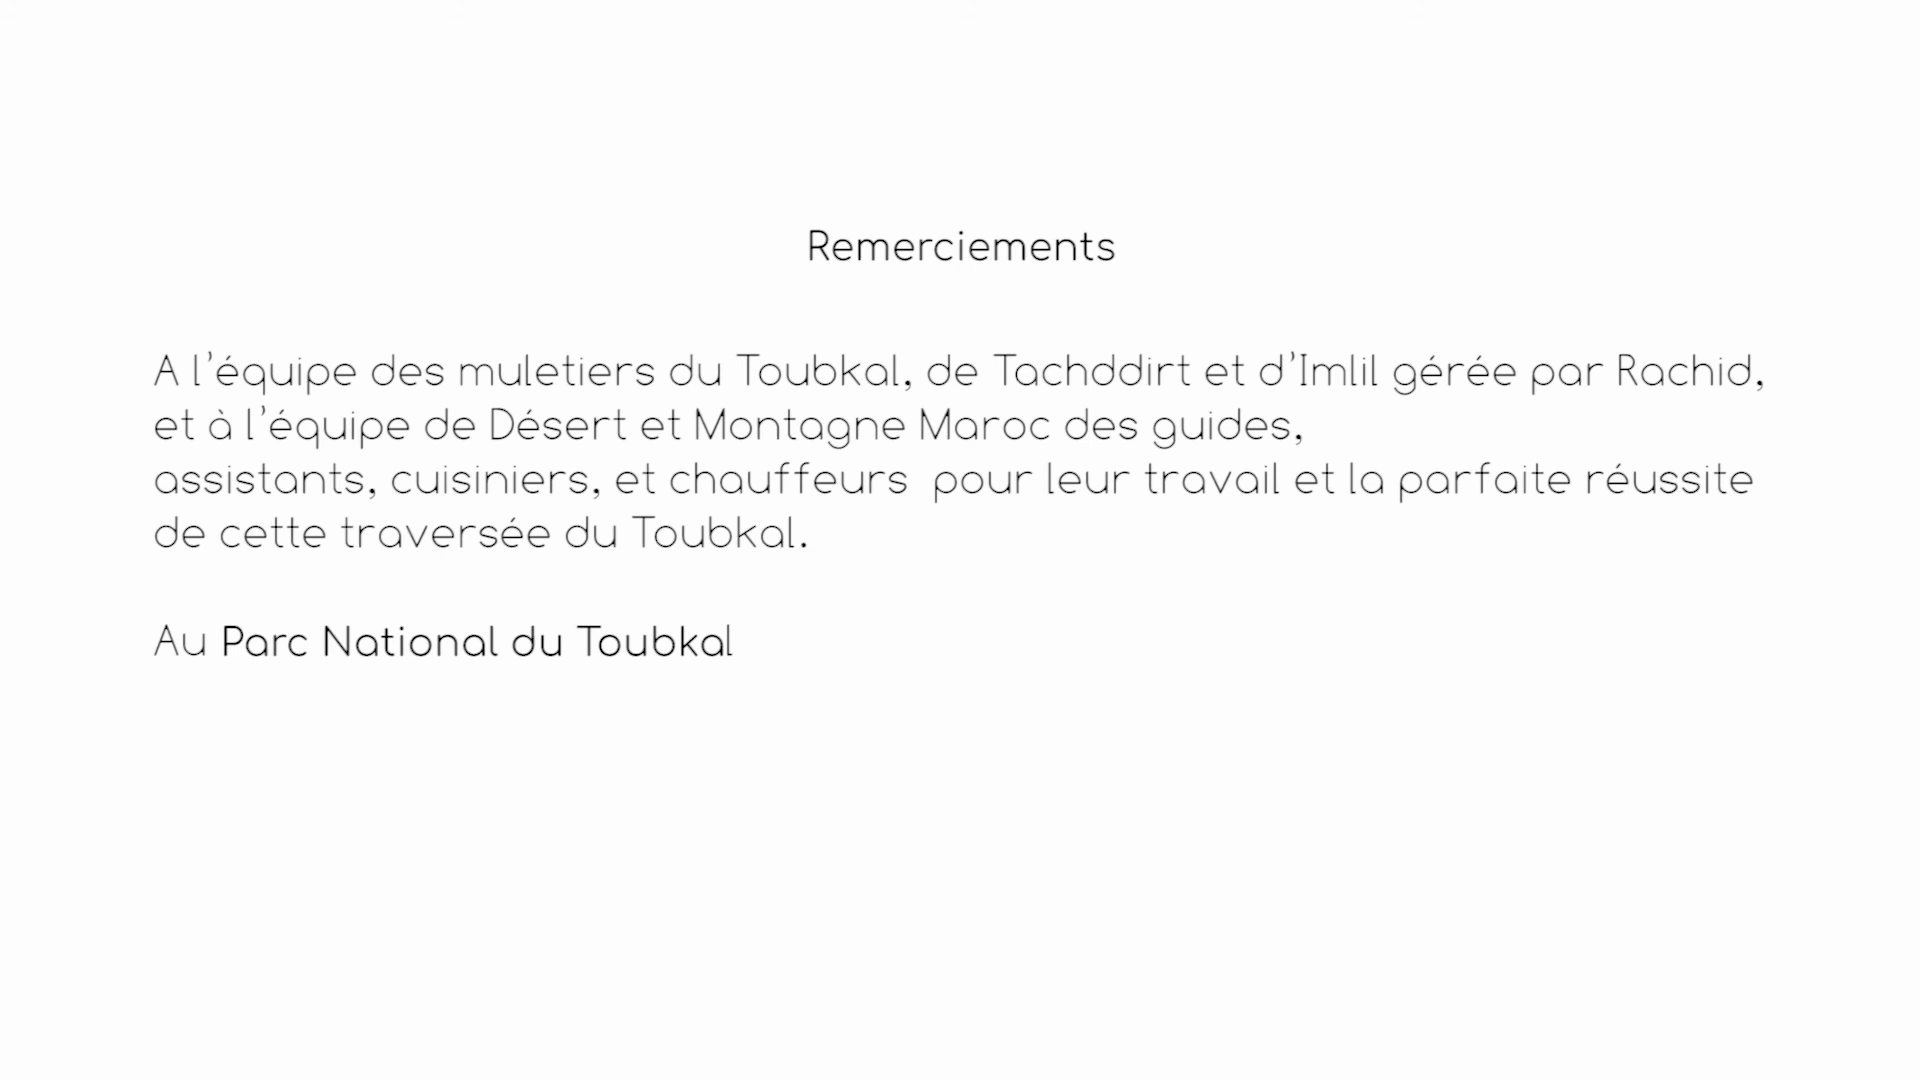 Remerciements
A l’équipe des muletiers du Toubkal, de Tachddirt et d’Imlil gérée par Rachid,
et à l’équipe de Désert et Montagne Maroc des guides,
assistants, cuisiniers, et chauffeurs  pour leur travail et la parfaite réussite
de cette traversée du Toubkal.
Au Parc National du Toubkal